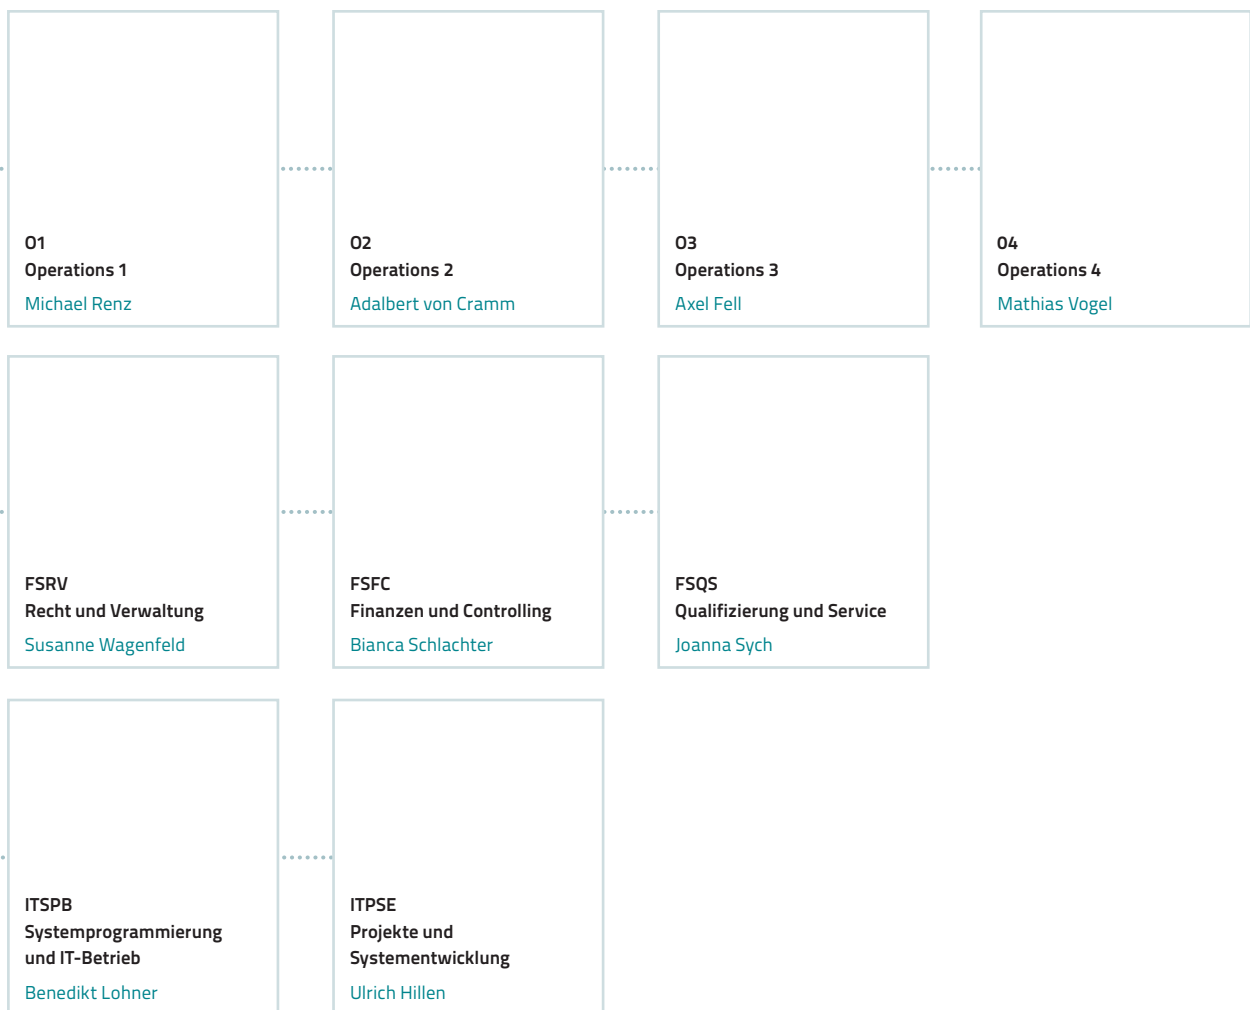 O1
Operations 1
Michael Renz
O2
Operations 2
Adalbert von Cramm
O3
Operations 3
Axel Fell
04
Operations 4
Mathias Vogel
FSRV
Recht und Verwaltung
Susanne Wagenfeld
FSFC
Finanzen und Controlling
Bianca Schlachter
FSQS
Qualifizierung und Service
Joanna Sych
ITSPB
Systemprogrammierung
und IT-Betrieb
Benedikt Lohner
ITPSE
Projekte und
Systementwicklung
Ulrich Hillen